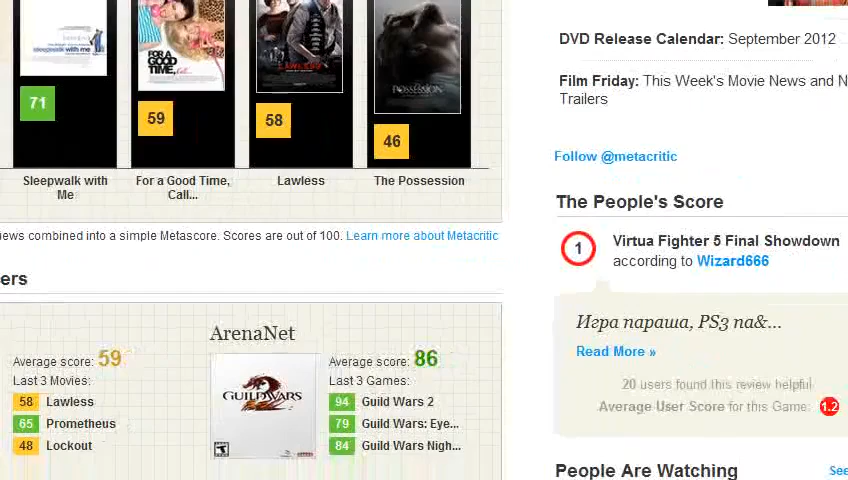 71
59
58
46
Sleepwalk with Me
For a Good Time, Call...
Lawless
The Possession
iews combined into a simple Metascore. Scores are out of 100. Learn more about Metacritic
ers
Average score: 59
Last 3 Movies:
58 Lawless
65 Prometheus
48 Lockout
ArenaNet
GUILD WARS
Average score: 86
Last 3 Games:
94 Guild Wars 2
79 Guild Wars: Eye...
84 Guild Wars Nigh...
DVD Release Calendar: September 2012
Film Friday: This Week's Movie News and N
Trailers
Follow @metacritic
The People's Score
1
Virtua Fighter 5 Final Showdown
according to Wizard666
Игра параша, PS3 па&...
Read More »
20 users found this review helpful
Average User Score for this Game: 1.2
People Are Watching
See